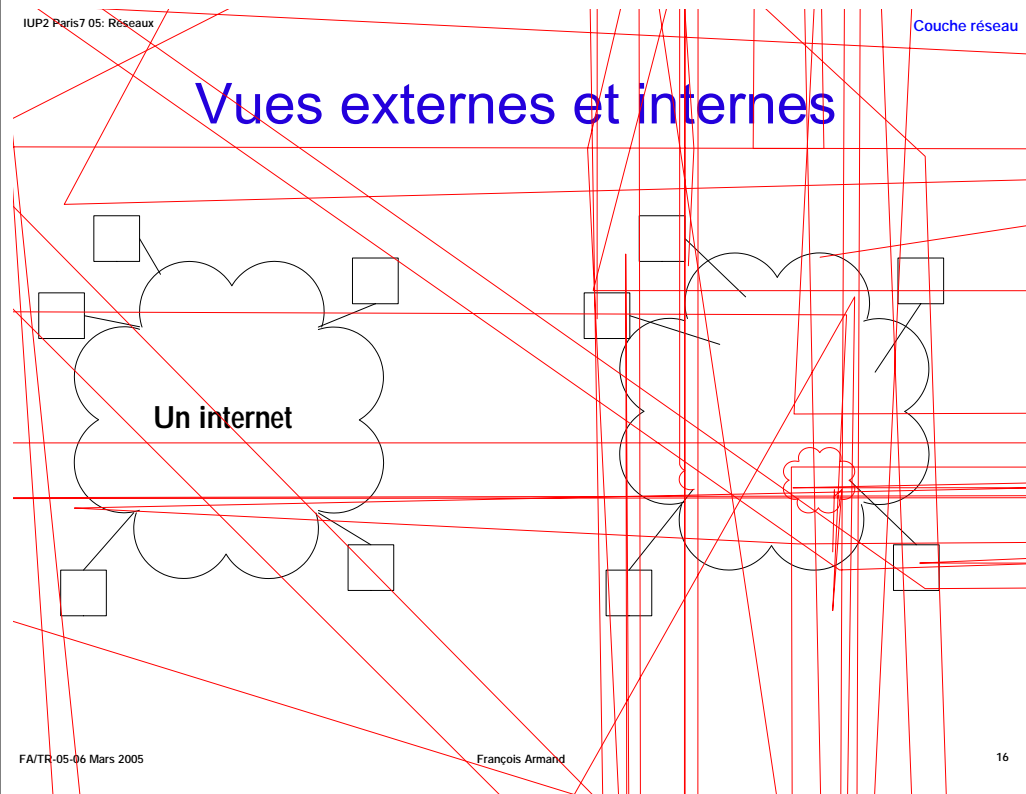 IUP2 Paris7 05: Réseaux
Couche réseau
Vues externes et internes
Un internet
FA/TR-05-06 Mars 2005
François Armand
16